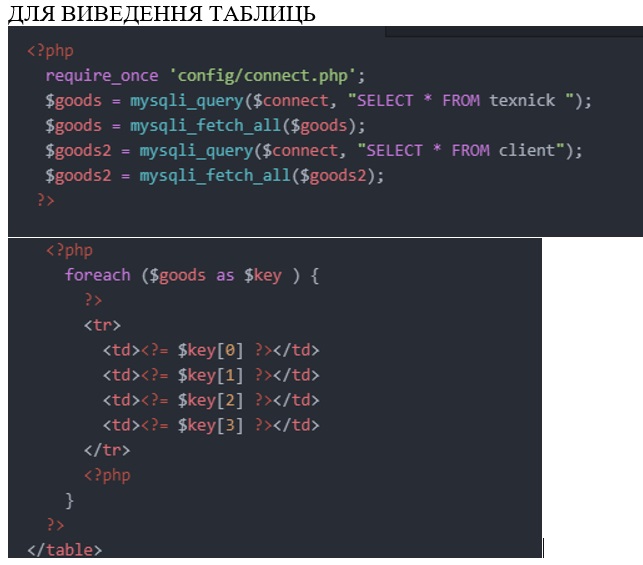 ДЛЯ ВИВЕДЕННЯ ТАБЛИЦЬ
<?php
require_once 'config/connect.php';
$goods = mysqli_query($connect, "SELECT * FROM texnick ");
$goods = mysqli_fetch_all($goods);
$goods2 = mysqli_query($connect, "SELECT * FROM client");
$goods2 = mysqli_fetch_all($goods2);
?>
<?php
foreach ($goods as $key ) {
?>
<tr>
<td><?= $key[0] ?></td>
<td><?= $key[1] ?></td>
<td><?= $key[2] ?></td>
<td><?= $key[3] ?></td>
</tr>
<?php
}
?>
</table>